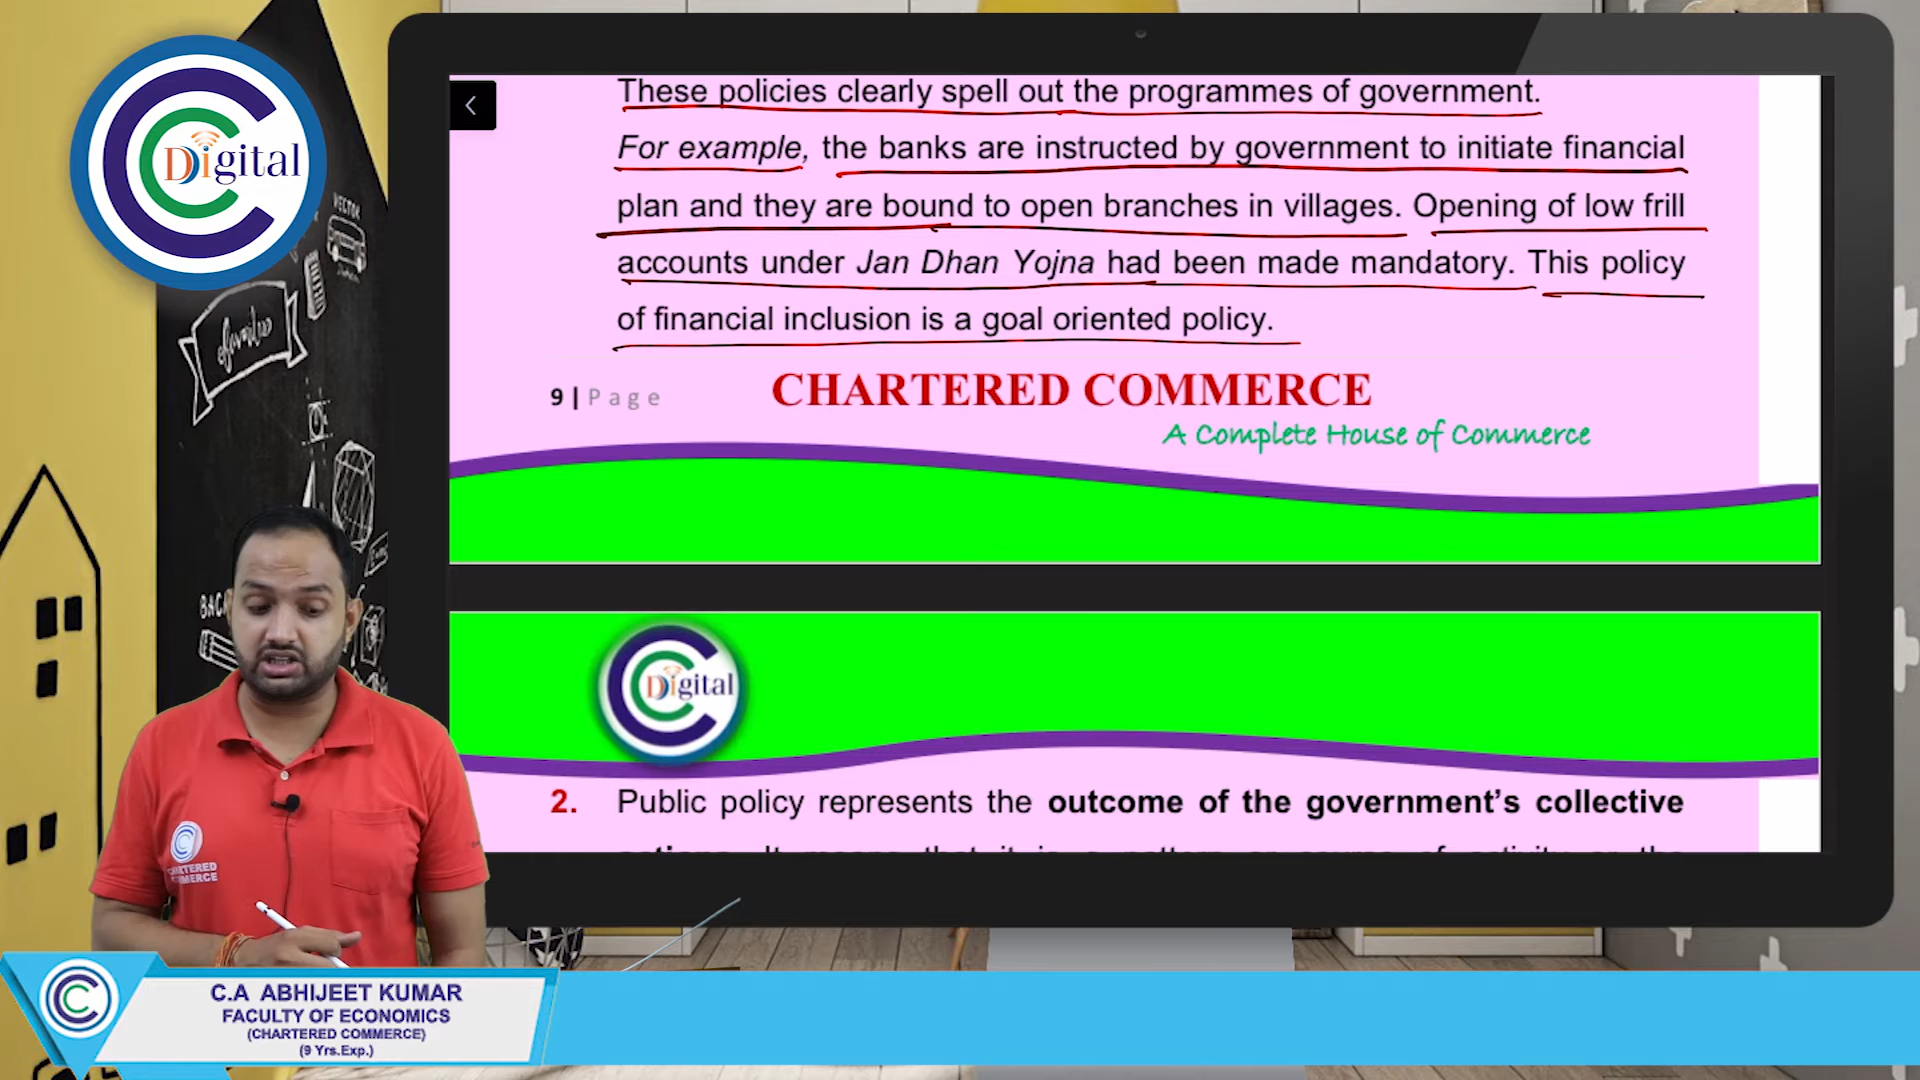 Digital
VECTOR
BAC
These policies clearly spell out the programmes of government.
For example, the banks are instructed by government to initiate financial
plan and they are bound to open branches in villages. Opening of low frill
accounts under Jan Dhan Yojna had been made mandatory. This policy
of financial inclusion is a goal oriented policy.
9 | Page
CHARTERED COMMERCE
A Complete House of Commerce
Digital
2. Public policy represents the outcome of the government's collective
CHARTERED
C.A ABHIJEET KUMAR
FACULTY OF ECONOMICS
(CHARTERED COMMERCE)
(9 Yrs.Exp.)